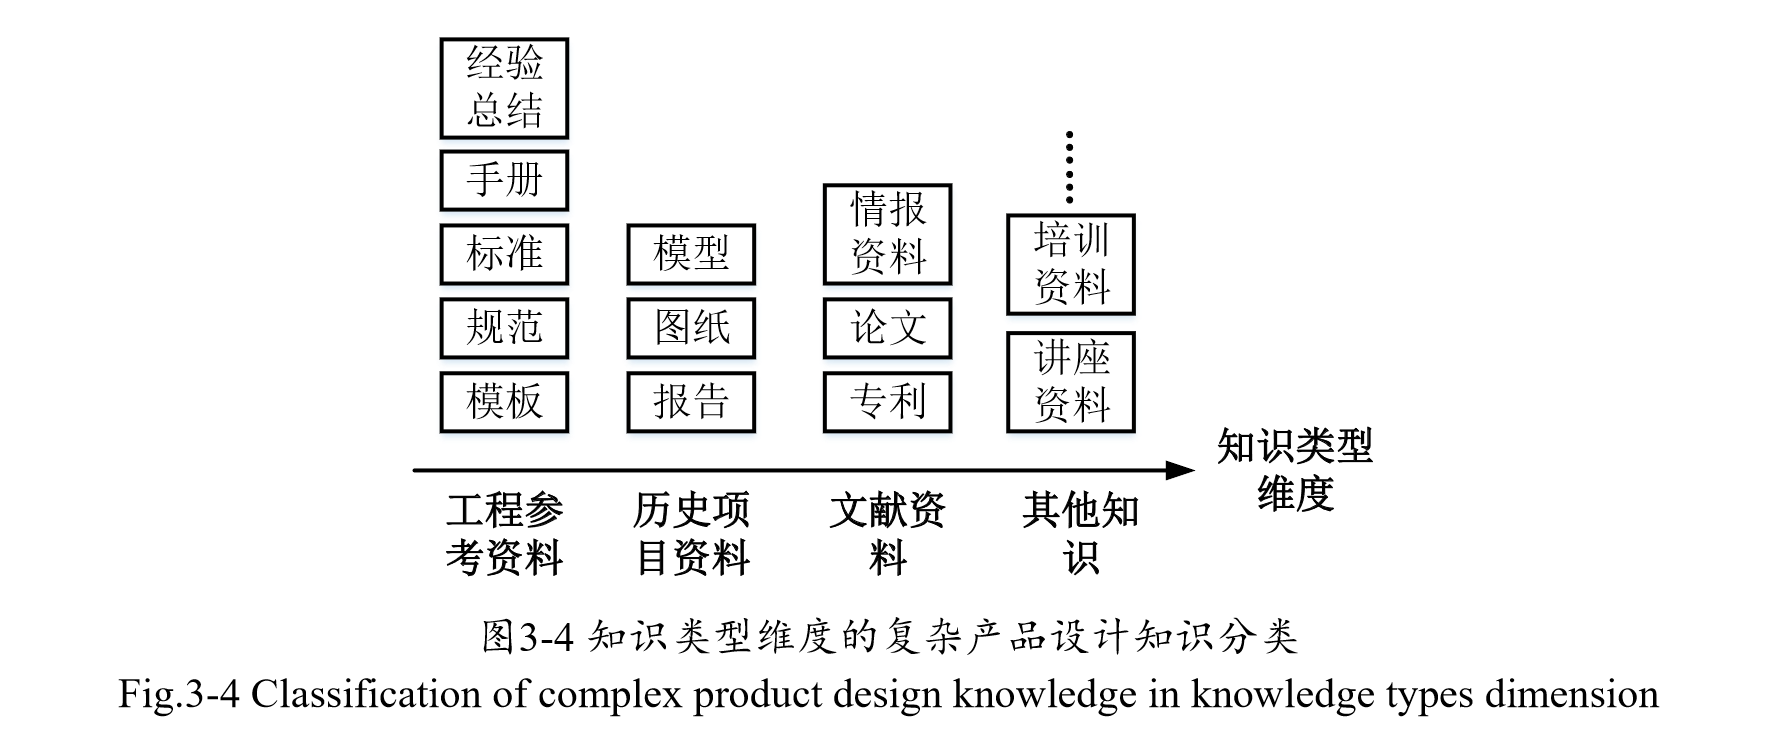 经验
总结
手册
标准
规范
模板
模型
图纸
报告
情报
资料
论文
专利
培训
资料
讲座
资料
知识类型
维度
工程参
考资料
历史项
目资料
文献资
料
其他知
识
图3-4 知识类型维度的复杂产品设计知识分类
Fig.3-4 Classification of complex product design knowledge in knowledge types dimension